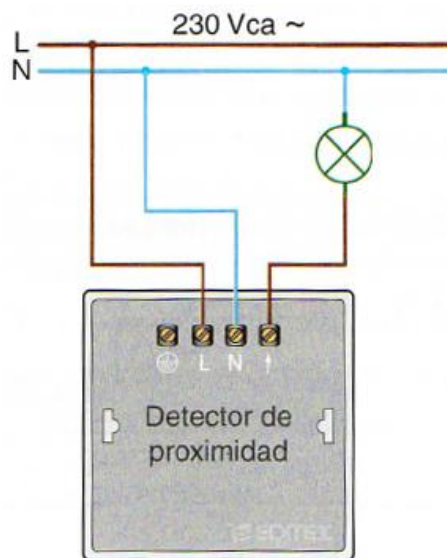 230 Vca ~
L
N
L N ↑
Detector de
proximidad
EDITEX